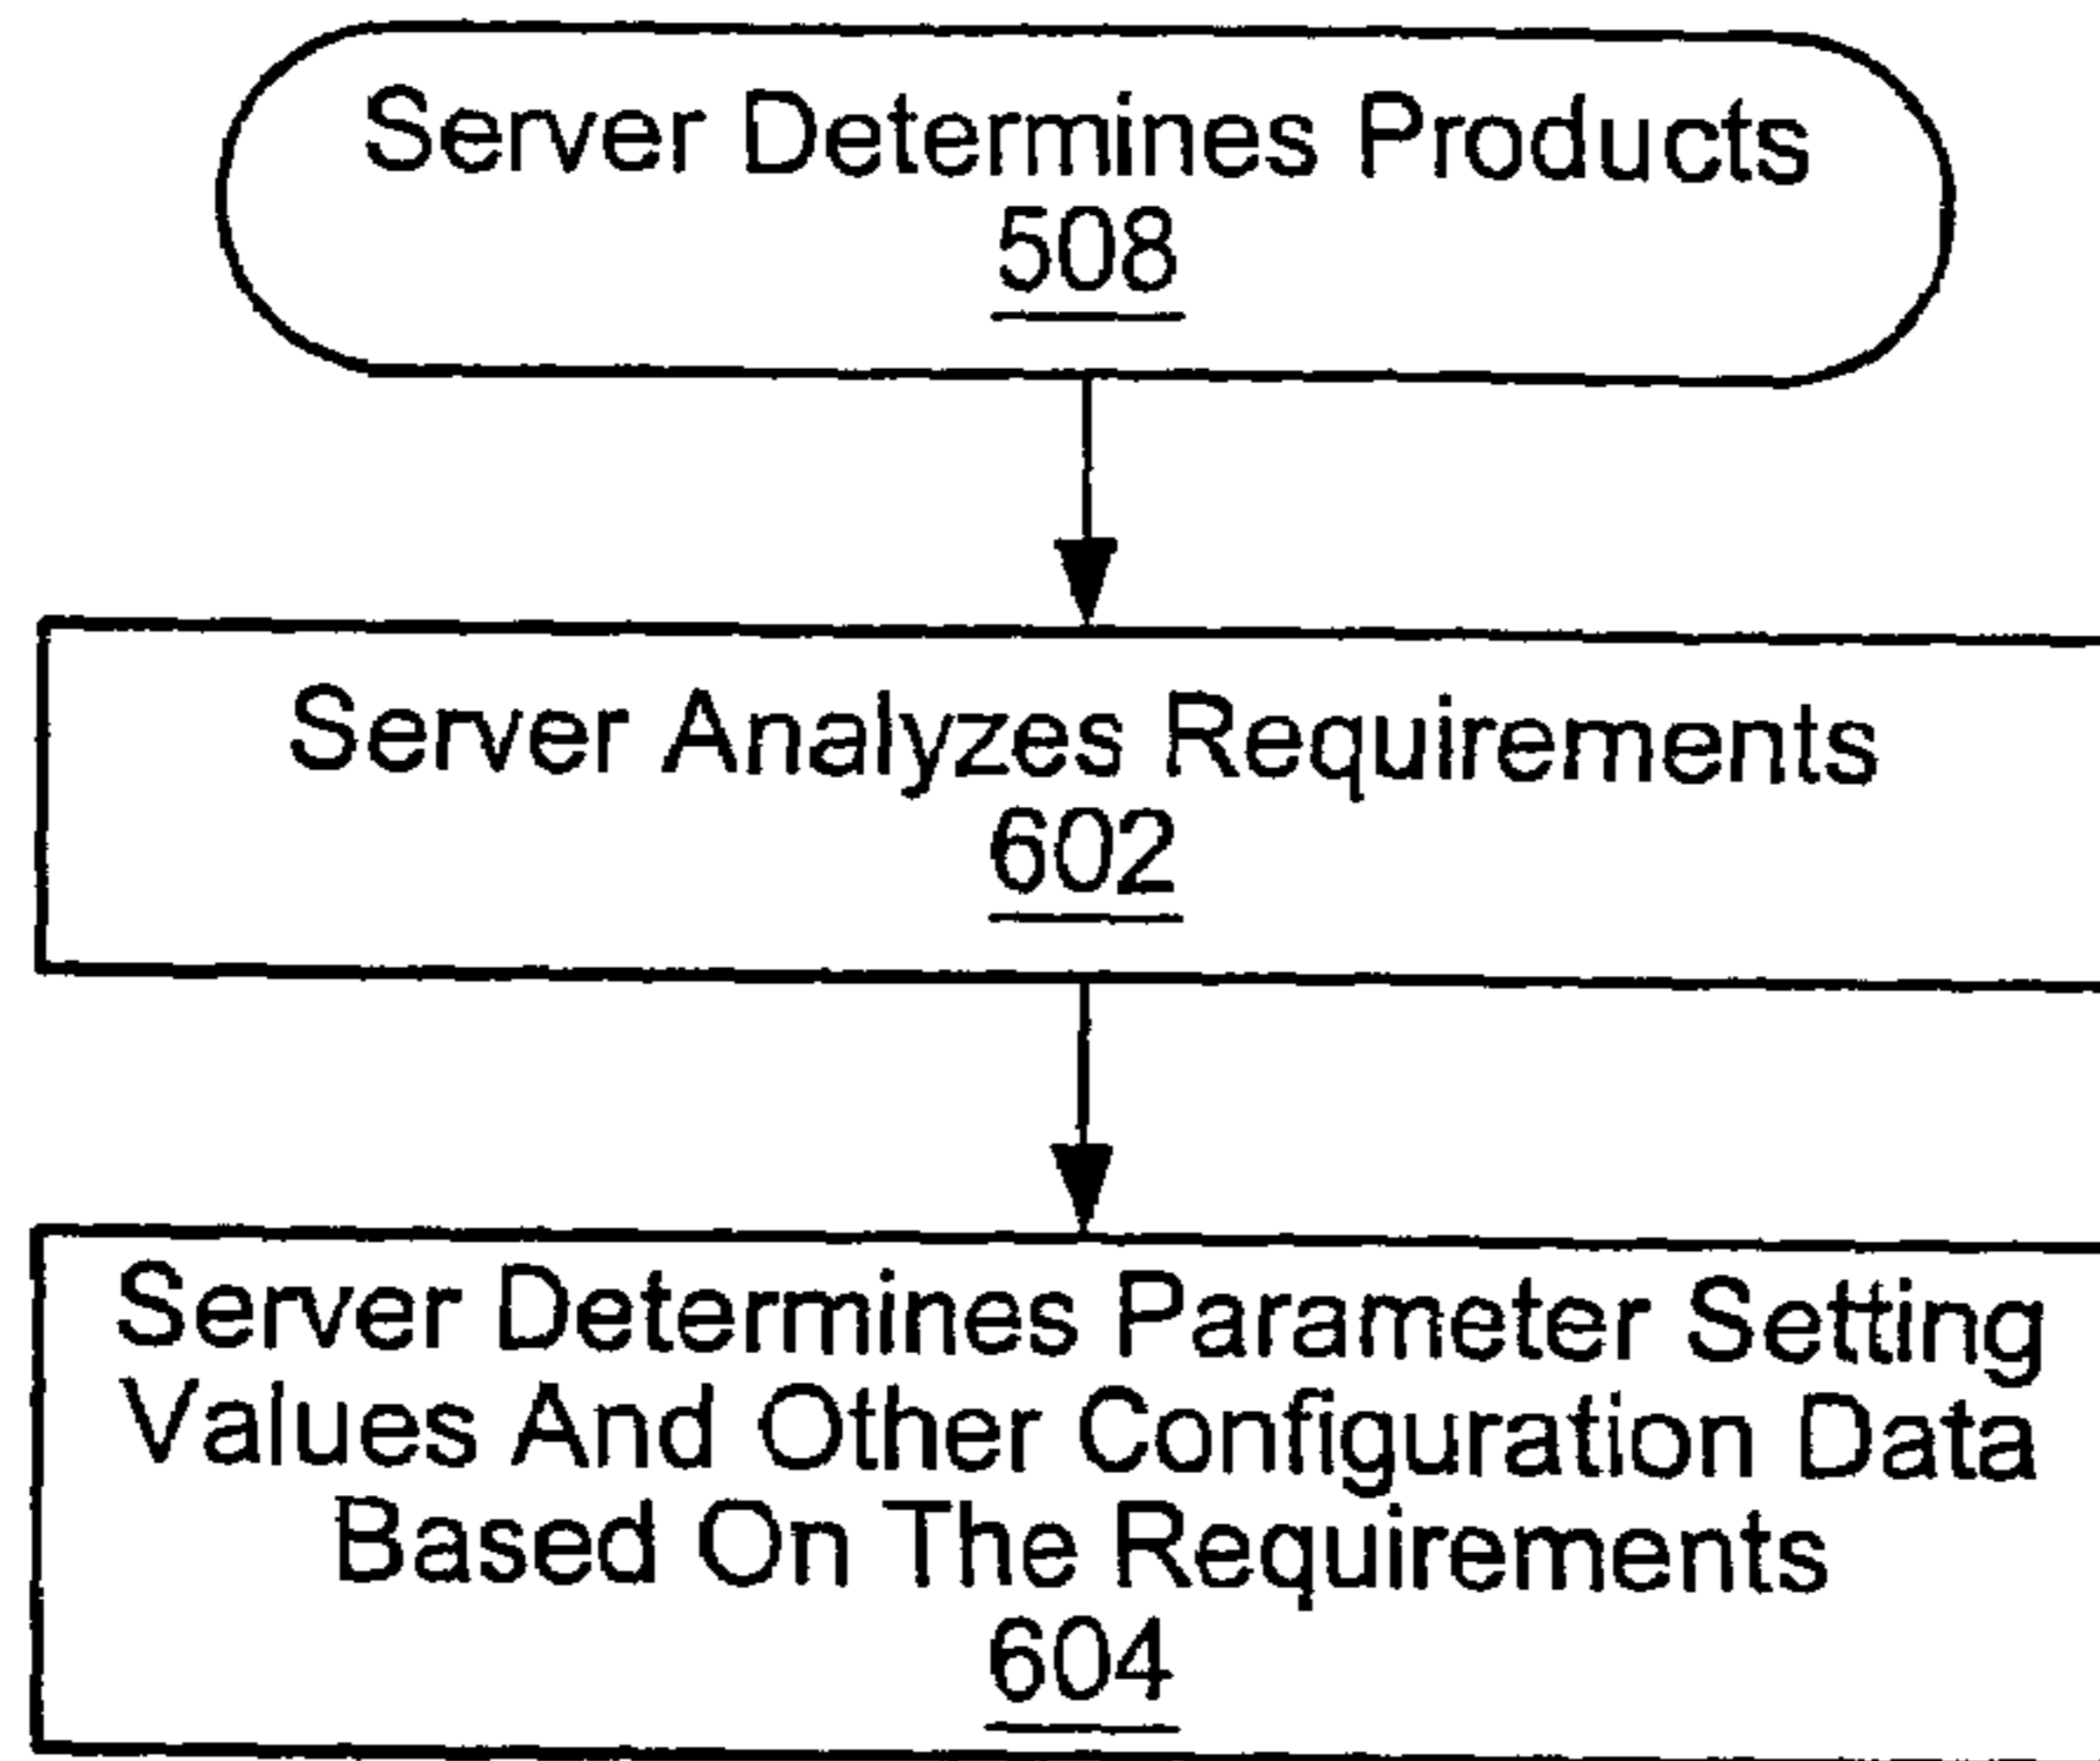 Server Determines Products
508
Server Analyzes Requirements
602
Server Determines Parameter Setting
Values And Other Configuration Data
Based On The Requirements
604